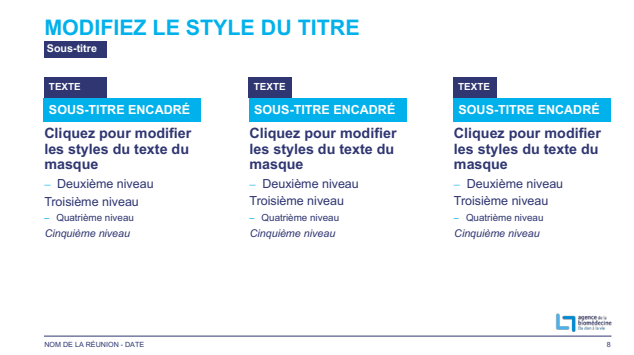 MODIFIEZ LE STYLE DU TITRE
Sous-titre
TEXTE
SOUS-TITRE ENCADRÉ
Cliquez pour modifier
les styles du texte du
masque
– Deuxième niveau
Troisième niveau
– Quatrième niveau
Cinquième niveau
TEXTE
SOUS-TITRE ENCADRÉ
Cliquez pour modifier
les styles du texte du
masque
– Deuxième niveau
Troisième niveau
– Quatrième niveau
Cinquième niveau
TEXTE
SOUS-TITRE ENCADRÉ
Cliquez pour modifier
les styles du texte du
masque
– Deuxième niveau
Troisième niveau
– Quatrième niveau
Cinquième niveau
agence de la
biomédecine
Du don à la vie
NOM DE LA RÉUNION - DATE
8